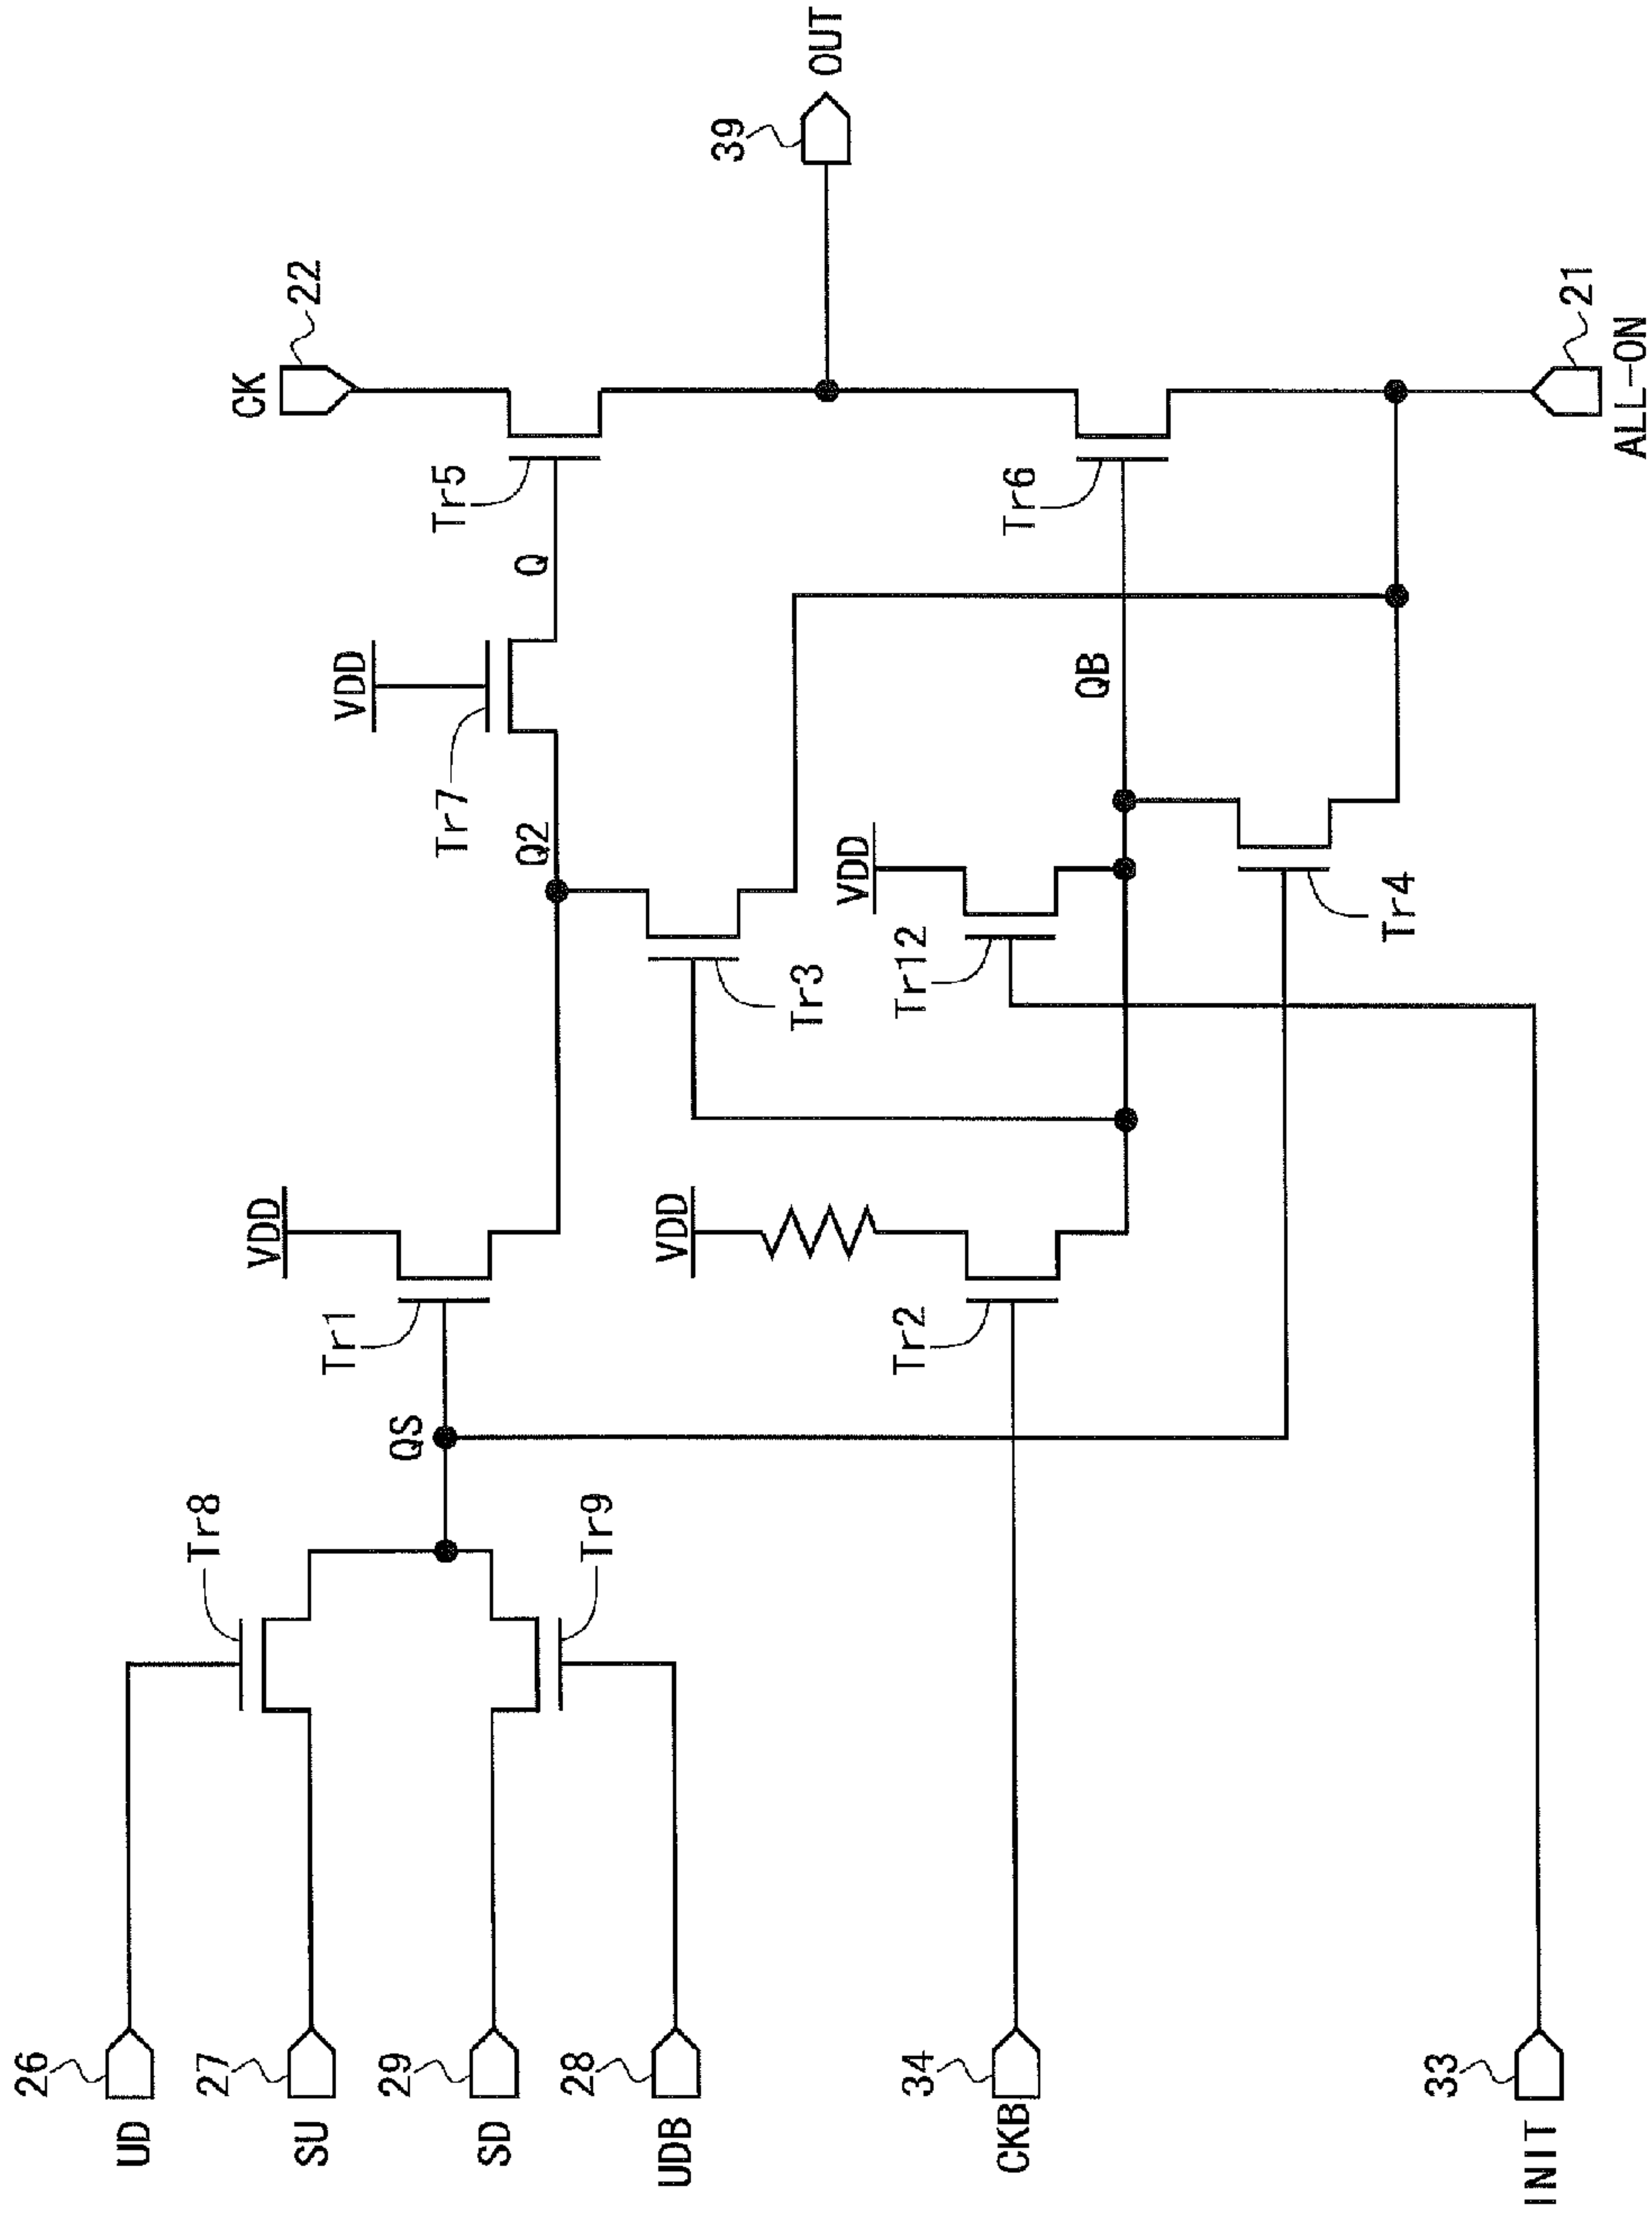 26
UD
27
SU
29
SD
28
UDB
34
CKB
33
INIT
Tr8
Tr9
QS
VDD
Tr1
VDD
Tr2
Q2
Tr3
VDD
Tr12
Tr4
VDD
Tr7
Q
QB
Tr5
Tr6
CK
22
39
OUT
21
ALL-ON